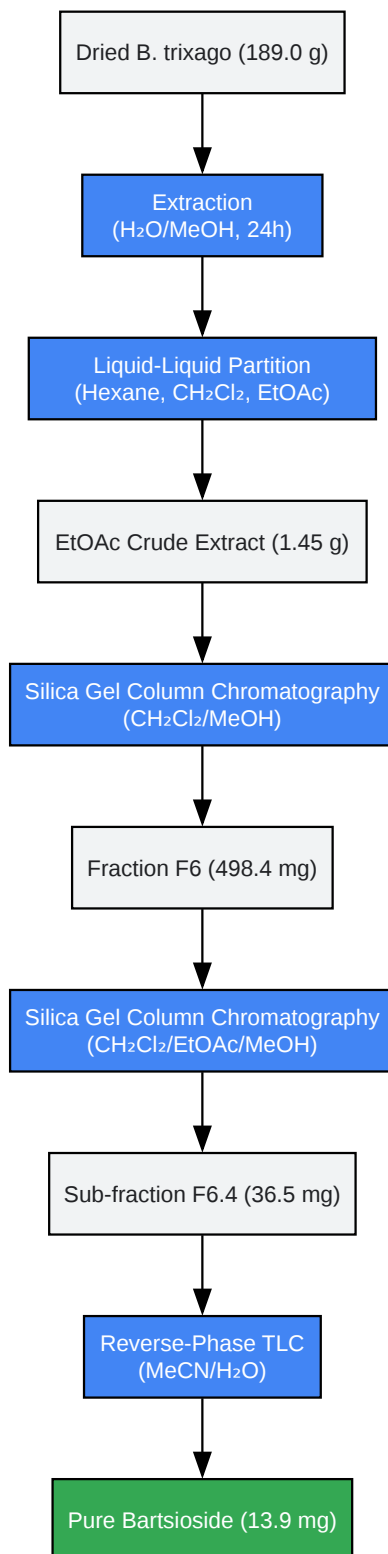 Dried B. trixago (189.0 g)
Extraction
(H₂O/MeOH, 24h)
Liquid-Liquid Partition
(Hexane, CH₂Cl₂, EtOAc)
EtOAc Crude Extract (1.45 g)
Silica Gel Column Chromatography
(CH₂Cl₂/MeOH)
Fraction F6 (498.4 mg)
Silica Gel Column Chromatography
(CH₂Cl₂/EtOAc/MeOH)
Sub-fraction F6.4 (36.5 mg)
Reverse-Phase TLC
(MeCN/H₂O)
Pure Bartsioside (13.9 mg)